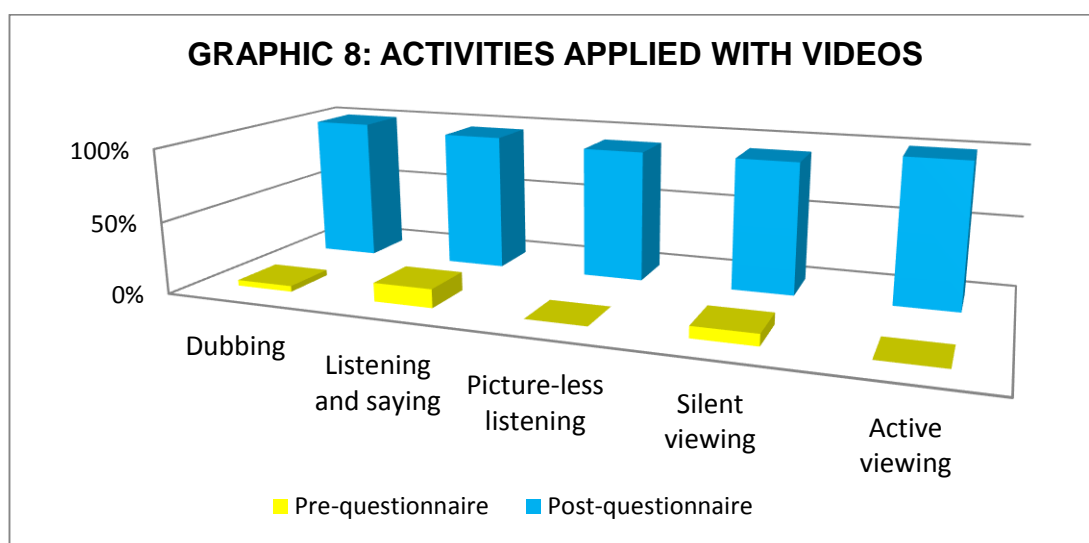 GRAPHIC 8: ACTIVITIES APPLIED WITH VIDEOS
100%
50%
0%
Dubbing
Listening
and saying
Picture-less
listening
Silent
viewing
Active
viewing
Pre-questionnaire
Post-questionnaire